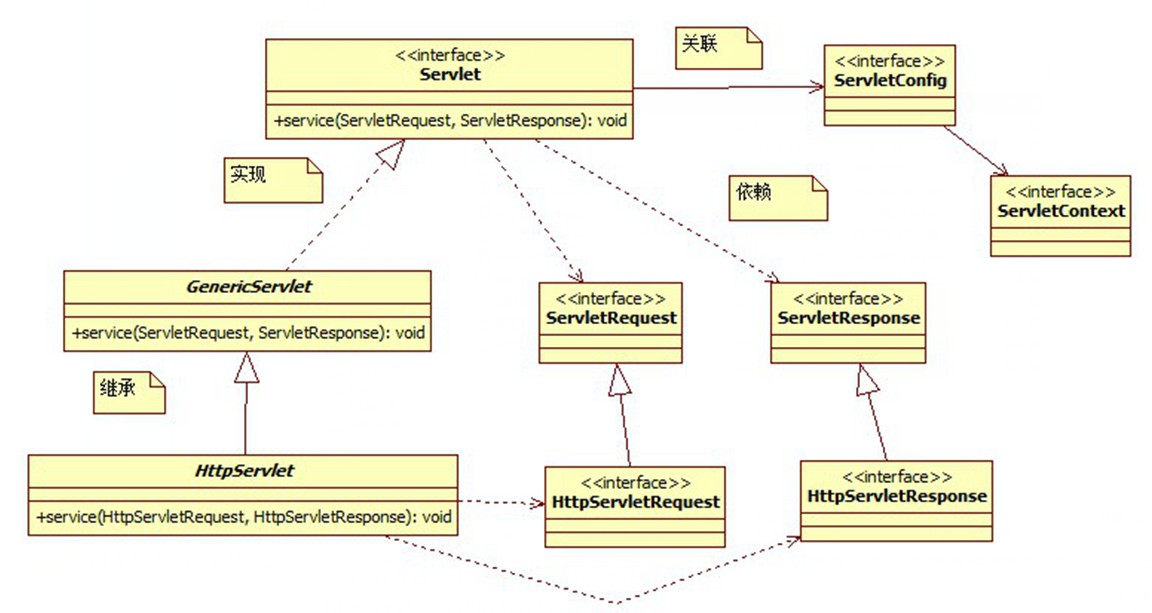 <<interface>>
Servlet
+service(ServletRequest, ServletResponse): void
关联
<<interface>>
ServletConfig
实现
依赖
<<interface>>
ServletContext
GenericServlet
+service(ServletRequest, ServletResponse): void
<<interface>>
ServletRequest
<<interface>>
ServletResponse
继承
HttpServlet
+service(HttpServletRequest, HttpServletResponse): void
<<interface>>
HttpServletRequest
<<interface>>
HttpServletResponse